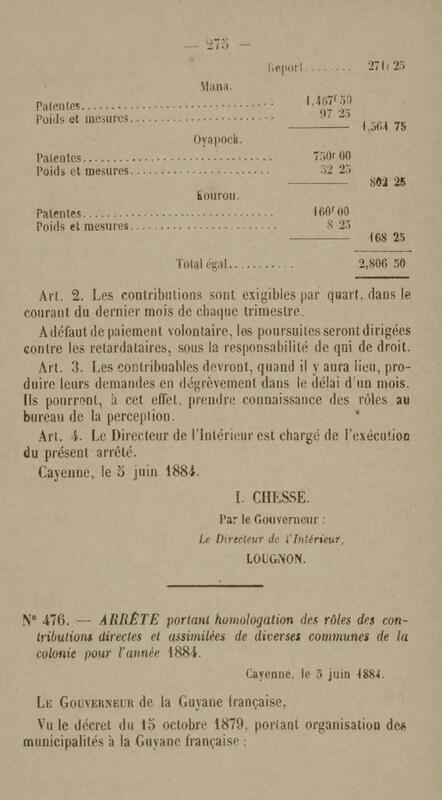 — 275 —
Report........ 271f 25
Mana.
Patentes.............................. 1,467f 50
Poids et mesures...................... 97 25
1,564 75
Oyapock.
Patentes.............................. 750f 00
Poids et mesures...................... 52 25
802 25
Kourou.
Patentes.............................. 160f 00
Poids et mesures...................... 8 25
168 25
Total égal........... 2,806 50
Art. 2. Les contributions sont exigibles par quart, dans le
courant du dernier mois de chaque trimestre.
A défaut de paiement volontaire, les poursuites seront dirigées
contre les retardataires, sous la responsabilité de qui de droit.
Art. 3. Les contribuables devront, quand il y aura lieu, pro-
duire leurs demandes en dégrèvement dans le délai d'un mois.
Ils pourront, à cet effet, prendre connaissance des rôles au
bureau de la perception.
Art. 4. Le Directeur de l'Intérieur est chargé de l'exécution
du présent arrêté.
Cayenne, le 5 juin 1884.
I. CHESSÉ.
Par le Gouverneur :
Le Directeur de l'Intérieur,
LOUGNON.
N° 476. — ARRÊTÉ portant homologation des rôles des con-
tributions directes et assimilées de diverses communes de la
colonie pour l'année 1884.
Cayenne, le 5 juin 1884.
LE GOUVERNEUR de la Guyane française,
Vu le décret du 15 octobre 1879, portant organisation des
municipalités à la Guyane française ;